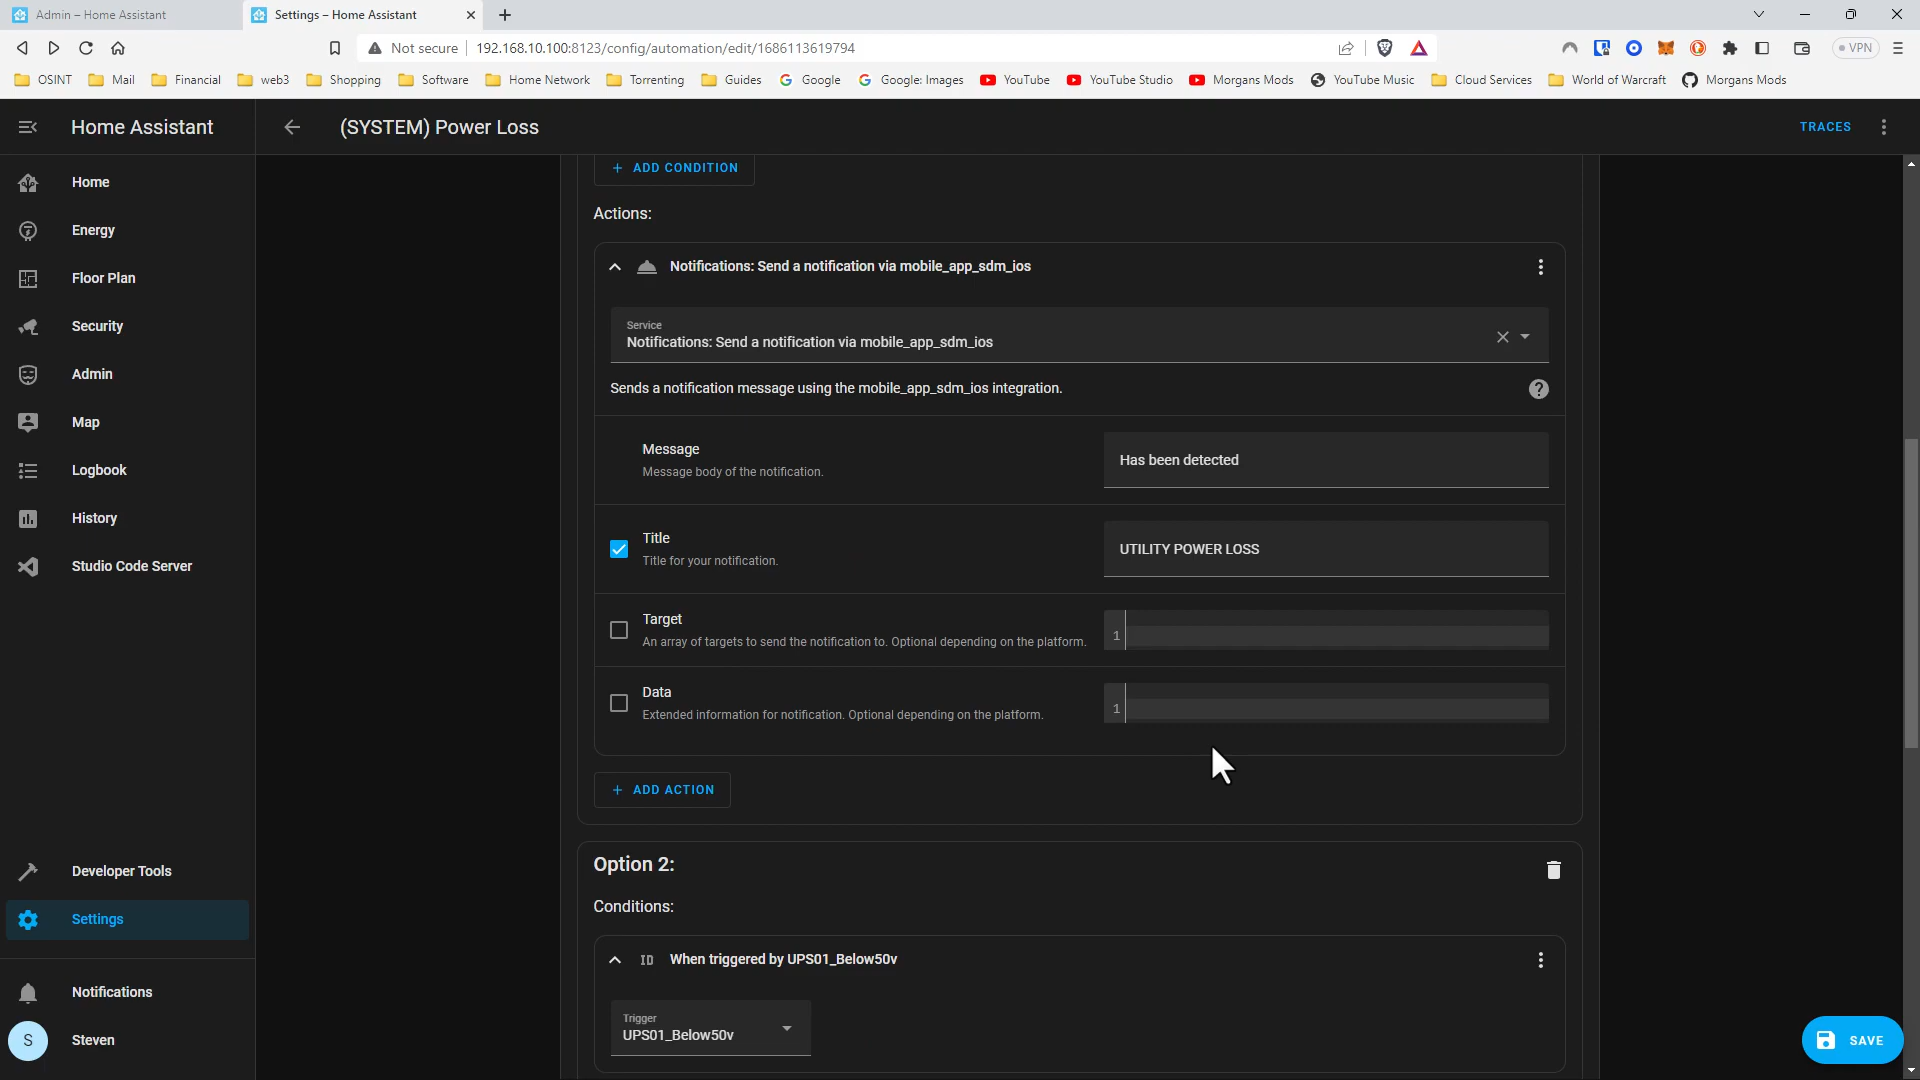 Admin – Home Assistant
Settings – Home Assistant
Not secure
192.168.10.100:8123/config/automation/edit/1686113619794
VPN
OSINT
Mail
Financial
web3
Shopping
Software
Home Network
Torrenting
Guides
Google
Google: Images
YouTube
YouTube Studio
Morgans Mods
YouTube Music
Cloud Services
World of Warcraft
Morgans Mods
Home Assistant
(SYSTEM) Power Loss
TRACES
Home
Energy
Floor Plan
Security
Admin
Map
Logbook
History
Studio Code Server
Developer Tools
Settings
Notifications
S
Steven
ADD CONDITION
Actions:
Notifications: Send a notification via mobile_app_sdm_ios
Service
Notifications: Send a notification via mobile_app_sdm_ios
Sends a notification message using the mobile_app_sdm_ios integration.
Message
Message body of the notification.
Has been detected
Title
Title for your notification.
UTILITY POWER LOSS
Target
An array of targets to send the notification to. Optional depending on the platform.
1
Data
Extended information for notification. Optional depending on the platform.
1
ADD ACTION
Option 2:
Conditions:
ID When triggered by UPS01_Below50v
Trigger
UPS01_Below50v
SAVE